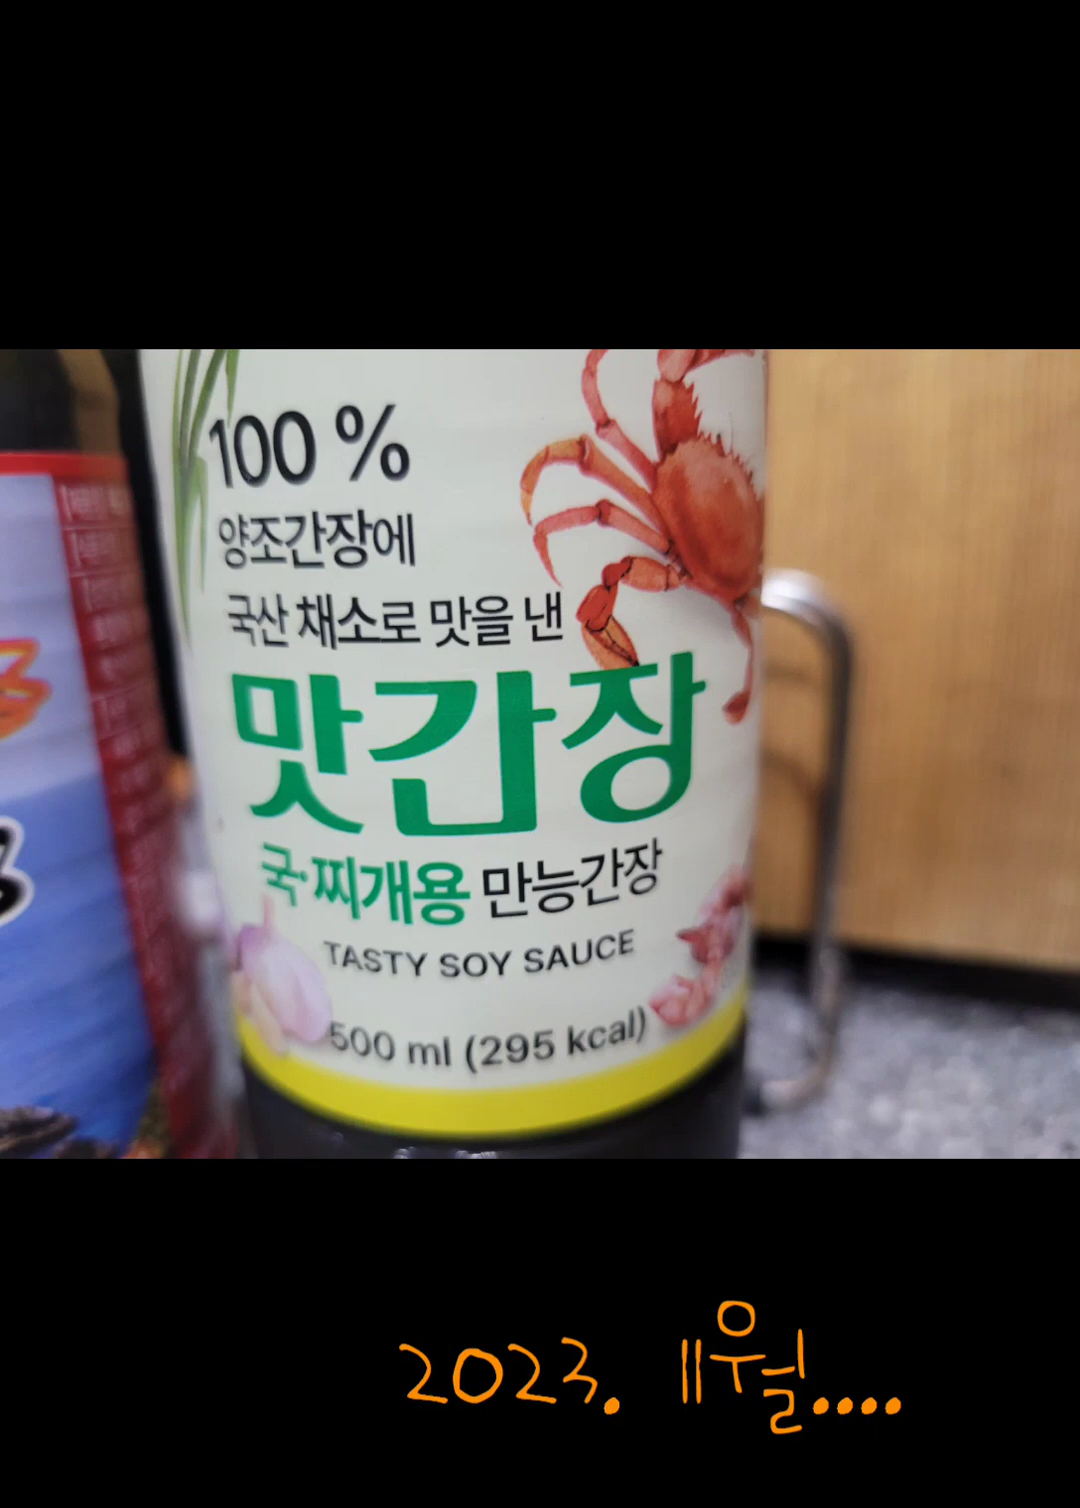 100 %
양조간장에
국산 채소로 맛을 낸
맛간장
국·찌개용 만능간장
TASTY SOY SAUCE
500 ml (295 kcal)
2023. 11월....